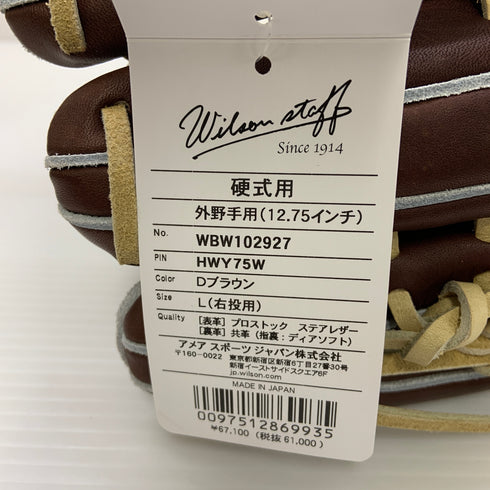 Wilson staff
Since 1914
硬式用
外野手用(12.75インチ)
No. WBW102927
PIN HWY75W
Color Dブラウン
Size L(右投用)
Quality [表革] プロストック ステアレザー
[裏革] 共革 (指裏:ディアソフト)
アメア スポーツ ジャパン株式会社
〒160-0022 東京都新宿区新宿6丁目27番30号
新宿イーストサイドスクエア6F
jp.wilson.com
MADE IN JAPAN
0097512869935
¥67,100 (税抜 61,000)